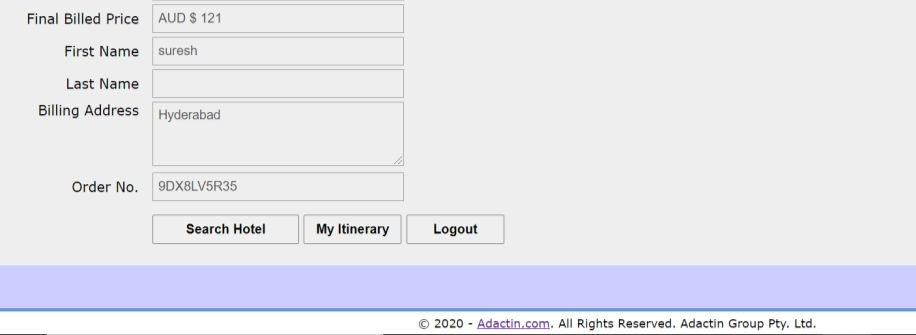 Final Billed Price AUD $ 121
First Name suresh
Last Name
Billing Address Hyderabad
Order No. 9DX8LV5R35
Search Hotel My Itinerary Logout
© 2020 - Adactin.com. All Rights Reserved. Adactin Group Pty. Ltd.